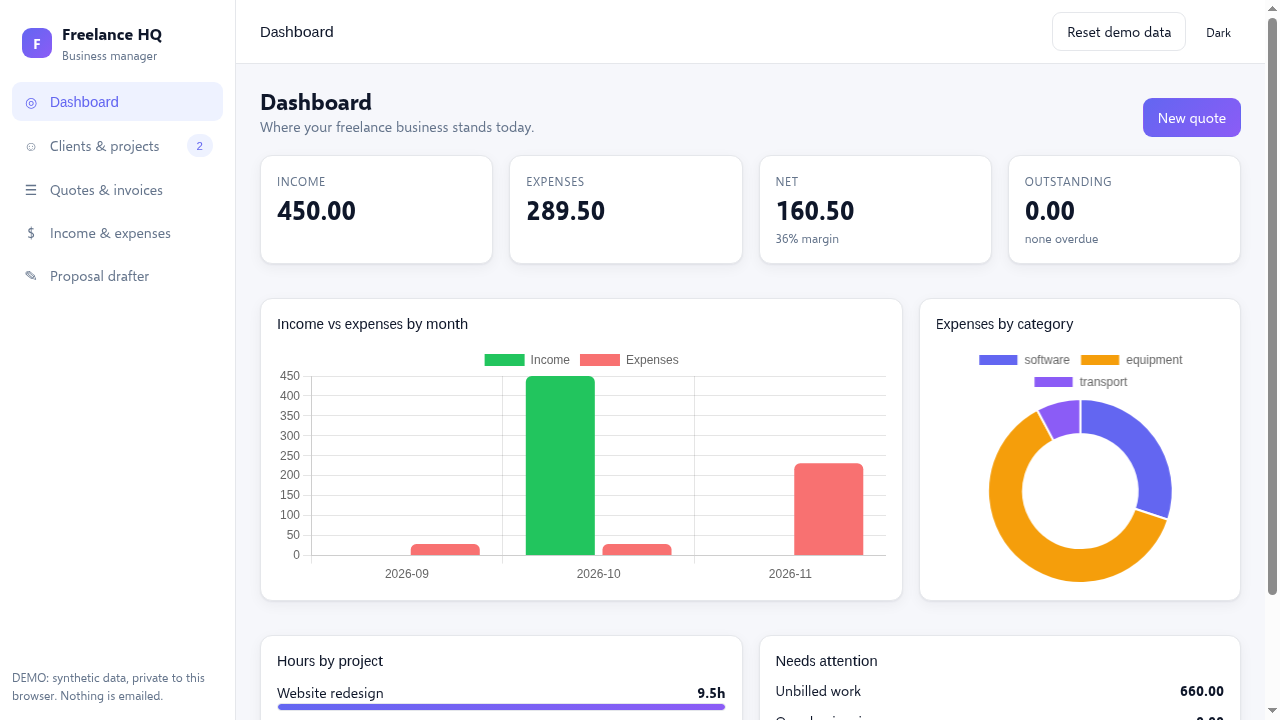 F
Freelance HQ
Business manager
Dashboard
Clients & projects
2
Quotes & invoices
$ Income & expenses
Proposal drafter
DEMO: synthetic data, private to this
browser. Nothing is emailed.
Dashboard
Reset demo data
Dark
Dashboard
Where your freelance business stands today.
New quote
INCOME
450.00
EXPENSES
289.50
NET
160.50
36% margin
OUTSTANDING
0.00
none overdue
Income vs expenses by month
Income
Expenses
450
400
350
300
250
200
150
100
50
0
2026-09
2026-10
2026-11
Expenses by category
software
equipment
transport
Hours by project
Website redesign
9.5h
Needs attention
Unbilled work
660.00